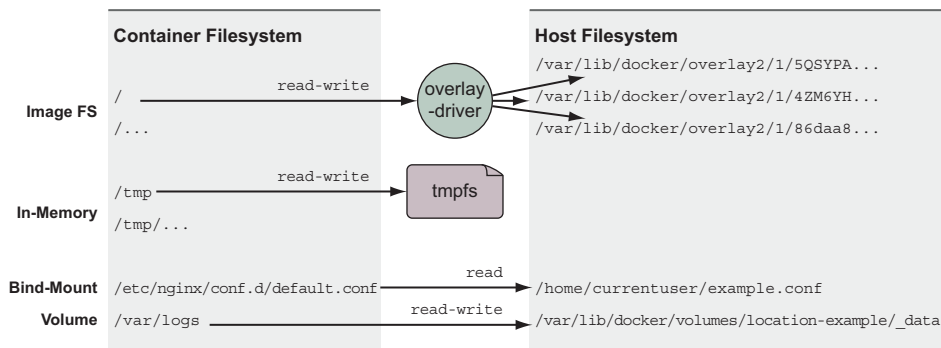 Container Filesystem
Host Filesystem
/var/lib/docker/overlay2/1/5QSYPA...
Image FS
/
read-write
overlay
-driver
/var/lib/docker/overlay2/1/4ZM6YH...
/...
/var/lib/docker/overlay2/1/86daa8...
In-Memory
/tmp
read-write
tmpfs
/tmp/...
Bind-Mount
/etc/nginx/conf.d/default.conf
read
/home/currentuser/example.conf
Volume
/var/logs
read-write
/var/lib/docker/volumes/location-example/_data